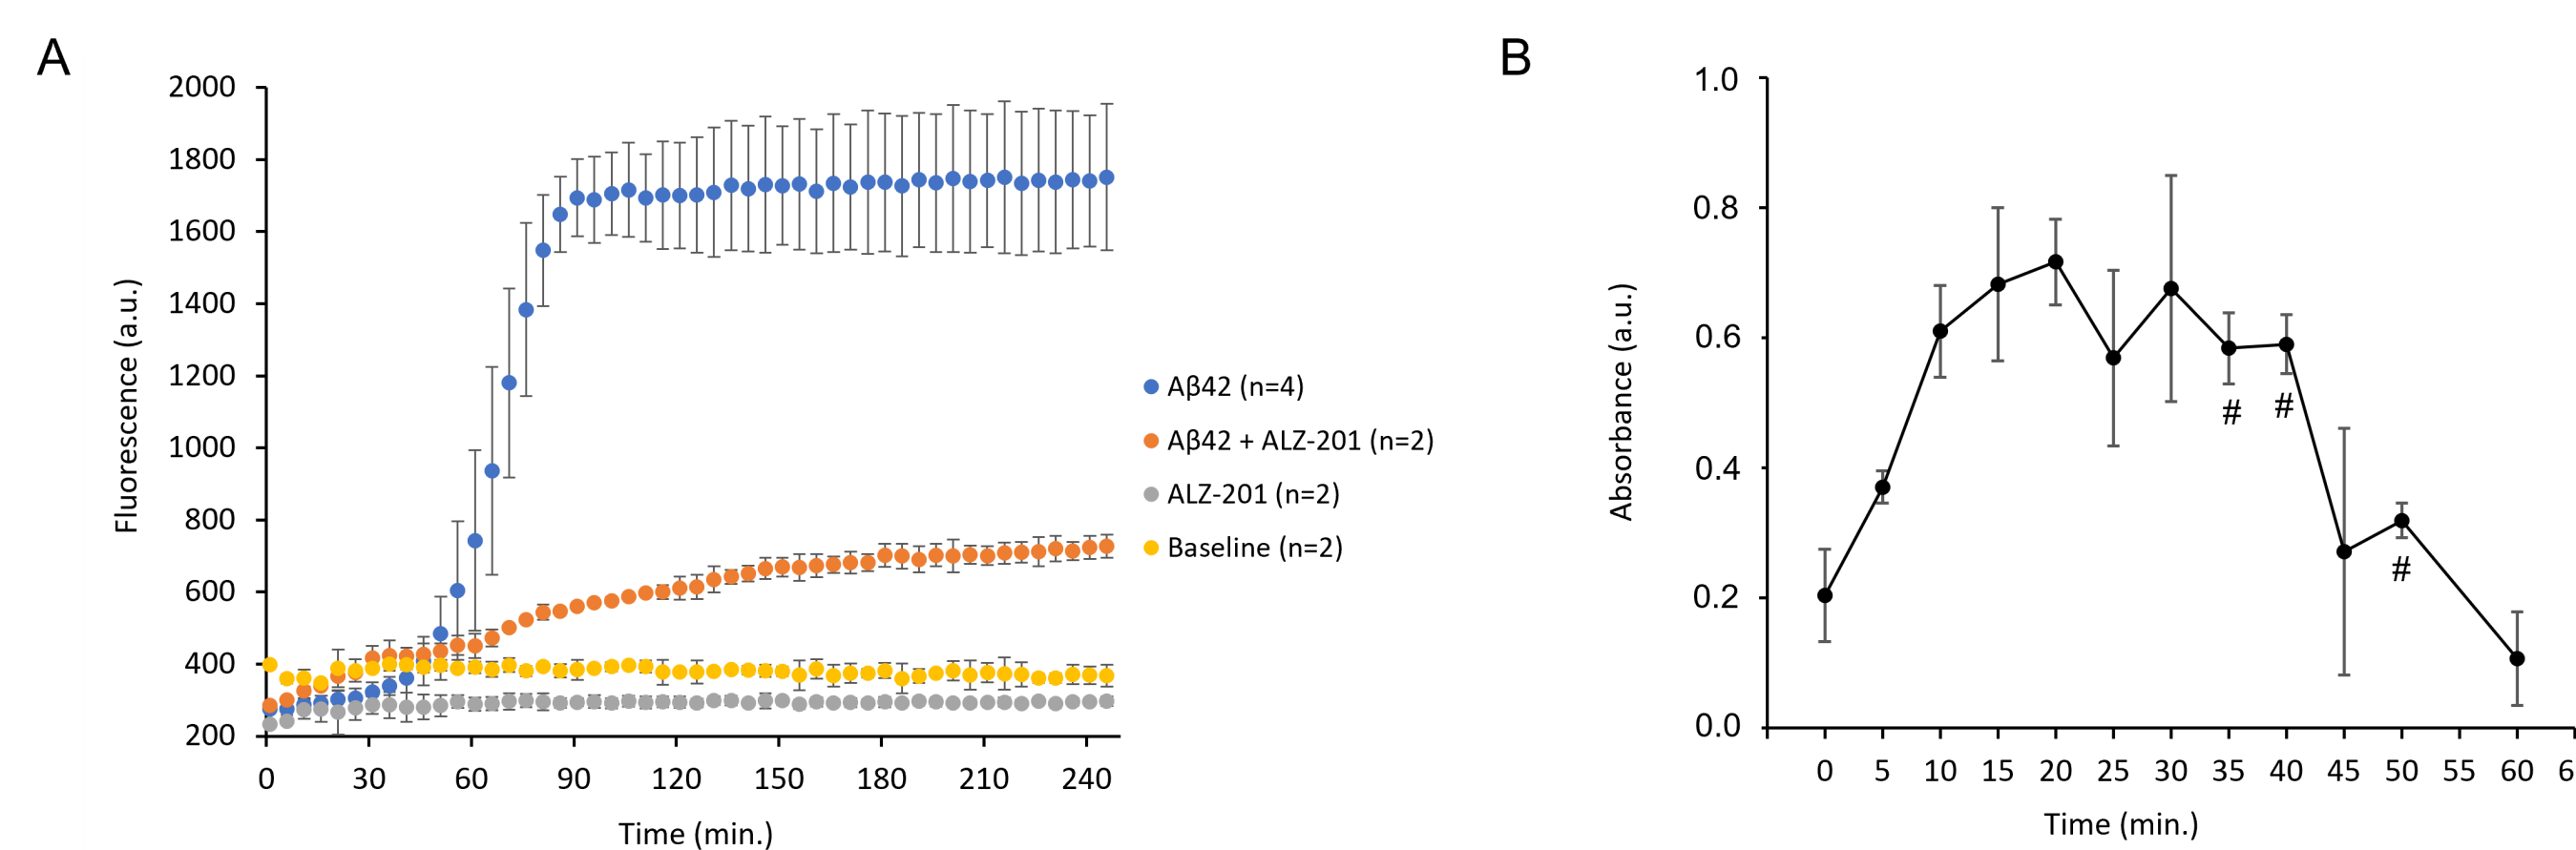 A
2000
1800
1600
1400
1200
1000
800
600
400
200
0 30 60 90 120 150 180 210 240
Fluorescence (a.u.)
Time (min.)
Aβ42 (n=4)
Aβ42 + ALZ-201 (n=2)
ALZ-201 (n=2)
Baseline (n=2)
B
1.0
0.8
0.6
0.4
0.2
0.0
# #
#
0 5 10 15 20 25 30 35 40 45 50 55 60 6
Absorbance (a.u.)
Time (min.)